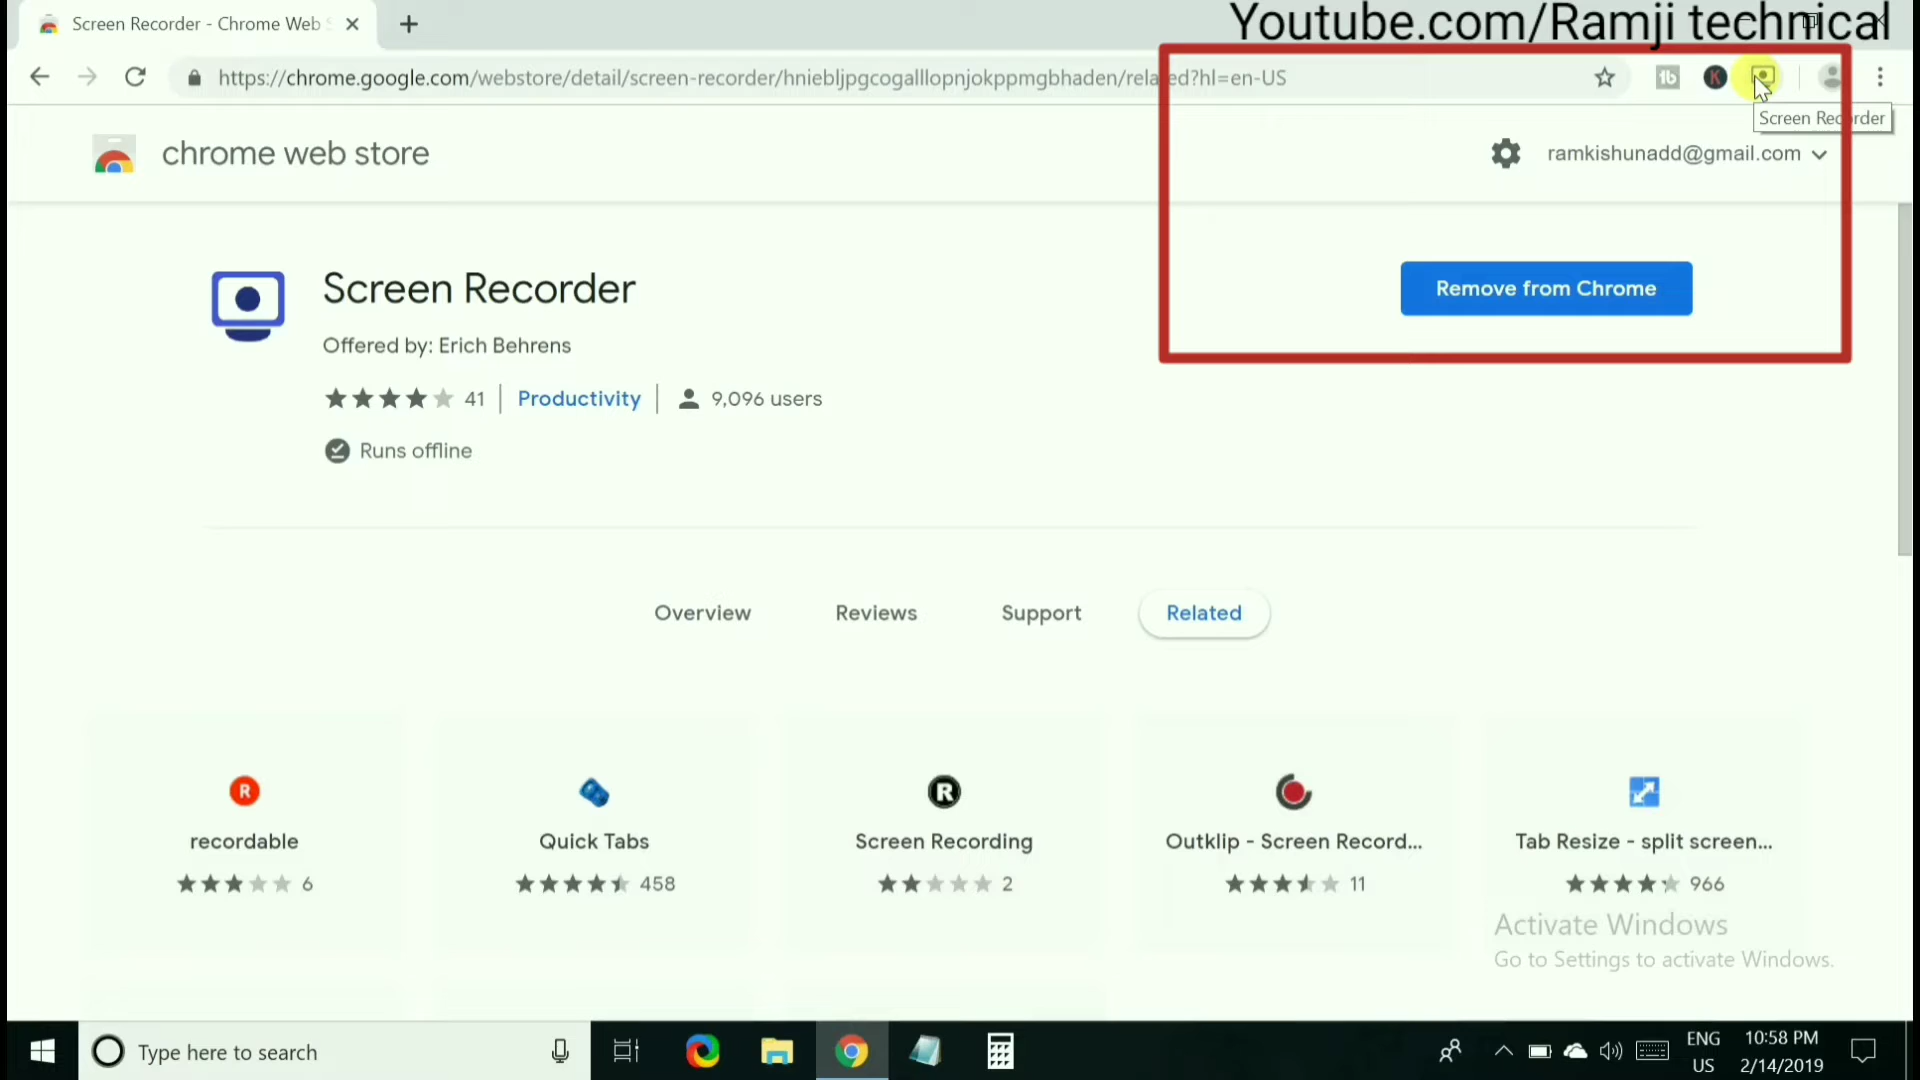 Screen Recorder - Chrome Web
Youtube.com/Ramji technical
https://chrome.google.com/webstore/detail/screen-recorder/hniebljpgcogalllopnjokppmgbhaden/related?hl=en-US
Screen Recorder
chrome web store
ramkishunadd@gmail.com
Screen Recorder
Remove from Chrome
Offered by: Erich Behrens
41 | Productivity | 9,096 users
Runs offline
Overview Reviews Support Related
recordable Quick Tabs Screen Recording Outklip - Screen Record... Tab Resize - split screen...
6 458 2 11 966
Activate Windows
Go to Settings to activate Windows.
Type here to search
ENG
US
10:58 PM
2/14/2019